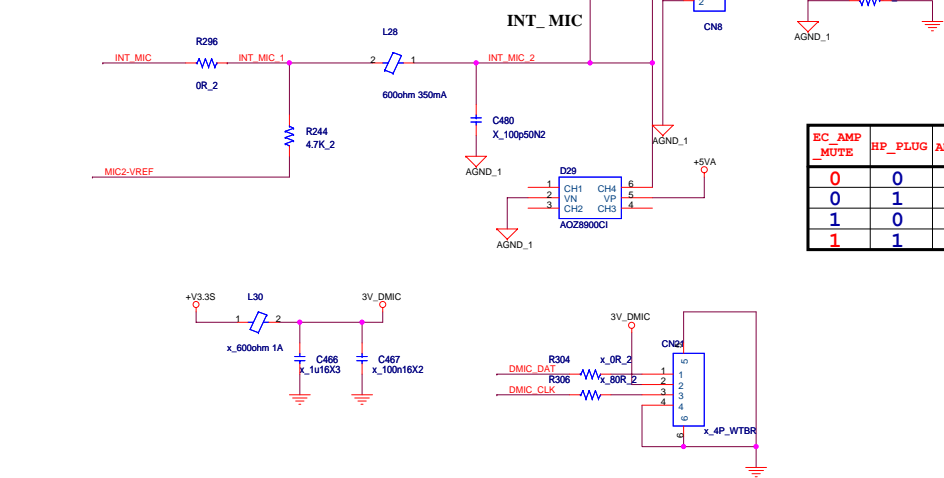 2
CN8
AGND_1
INT_ MIC
L28
R296
INT_MIC
INT_MIC_1
2
1
INT_MIC_2
0R_2
600ohm 350mA
R244
4.7K_2
C480
X_100p50N2
AGND_1
AGND_1
MIC2-VREF
+5VA
D29
1 CH1 CH4 6
2 VN VP 5
3 CH2 CH3 4
AOZ8900CI
AGND_1
EC_AMP _MUTE HP_PLUG
0 0
0 1
1 0
1 1
+V3.3S
L30
3V_DMIC
1
2
x_600ohm 1A
C466
x_1u16X3
C467
x_100n16X2
3V_DMIC
CN21
5
R304
x_0R_2
DMIC_DAT
1 1
R306
x_80R_2
2 2
DMIC_CLK
3 3
4 4
6
6
x_4P_WTBR